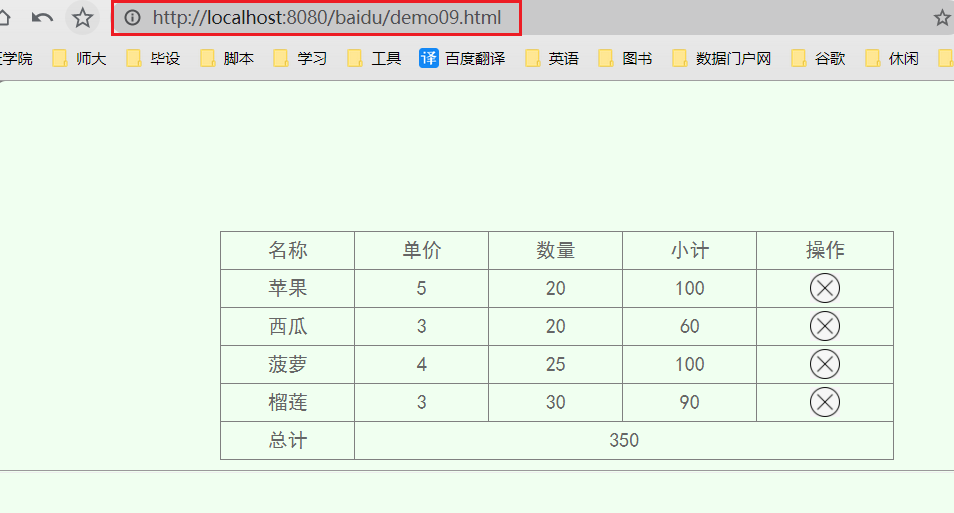 http://localhost:8080/baidu/demo09.html
学院 师大 毕设 脚本 学习 工具 译 百度翻译 英语 图书 数据门户网 谷歌 休闲
名称 单价 数量 小计 操作
苹果 5 20 100
西瓜 3 20 60
菠萝 4 25 100
榴莲 3 30 90
总计 350